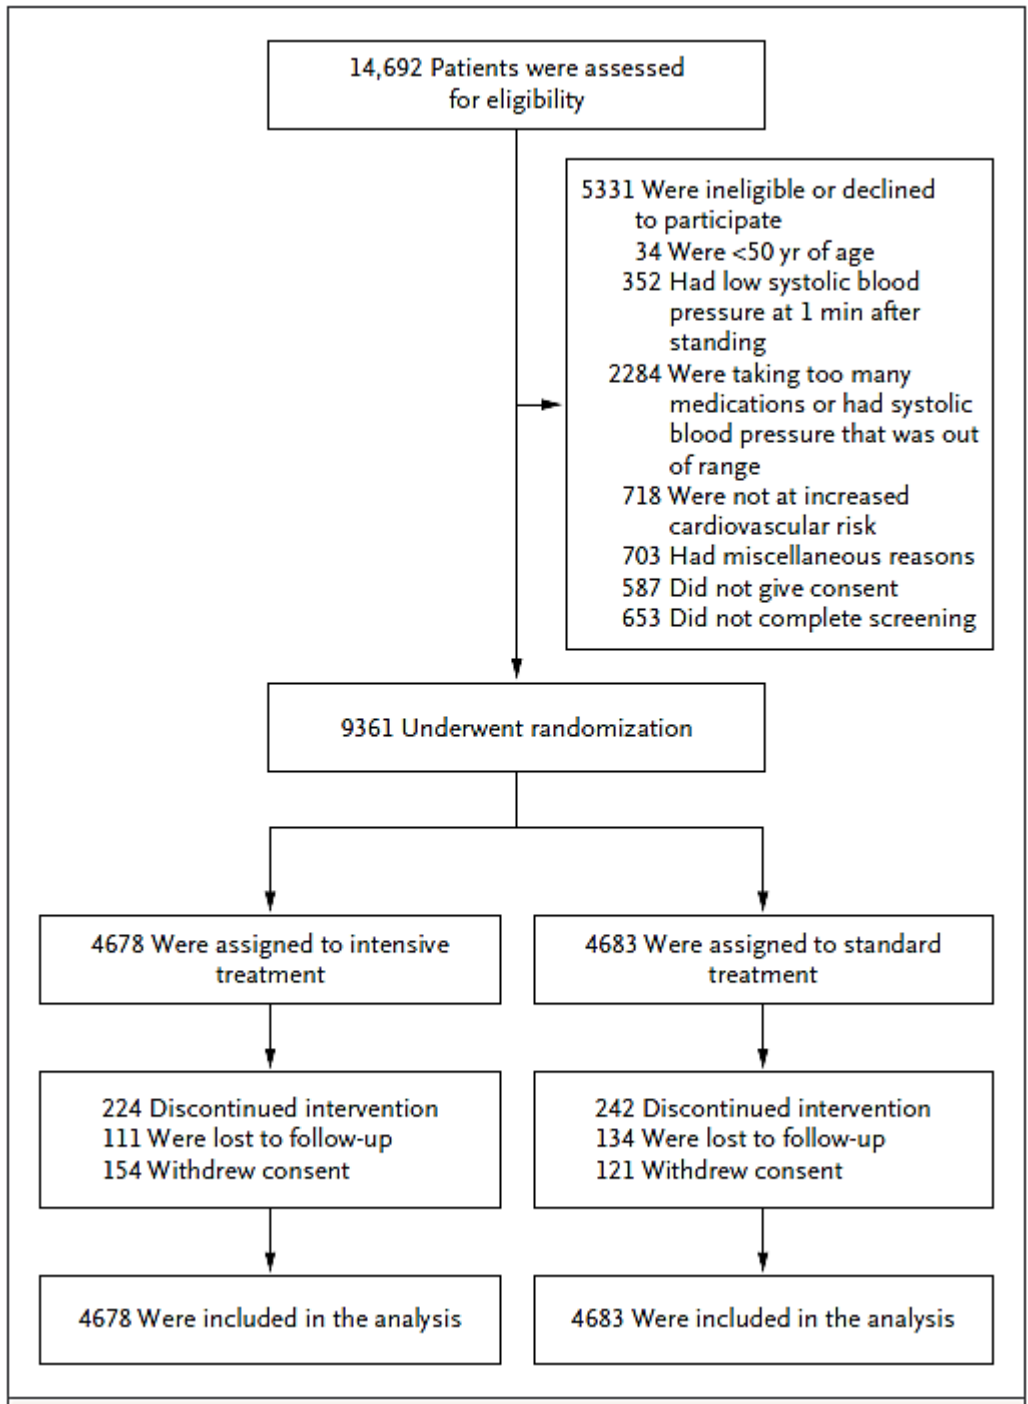 14,692 Patients were assessed
for eligibility
5331 Were ineligible or declined
to participate
34 Were <50 yr of age
352 Had low systolic blood
pressure at 1 min after
standing
2284 Were taking too many
medications or had systolic
blood pressure that was out
of range
718 Were not at increased
cardiovascular risk
703 Had miscellaneous reasons
587 Did not give consent
653 Did not complete screening
9361 Underwent randomization
4678 Were assigned to intensive
treatment
4683 Were assigned to standard
treatment
224 Discontinued intervention
111 Were lost to follow-up
154 Withdrew consent
242 Discontinued intervention
134 Were lost to follow-up
121 Withdrew consent
4678 Were included in the analysis
4683 Were included in the analysis